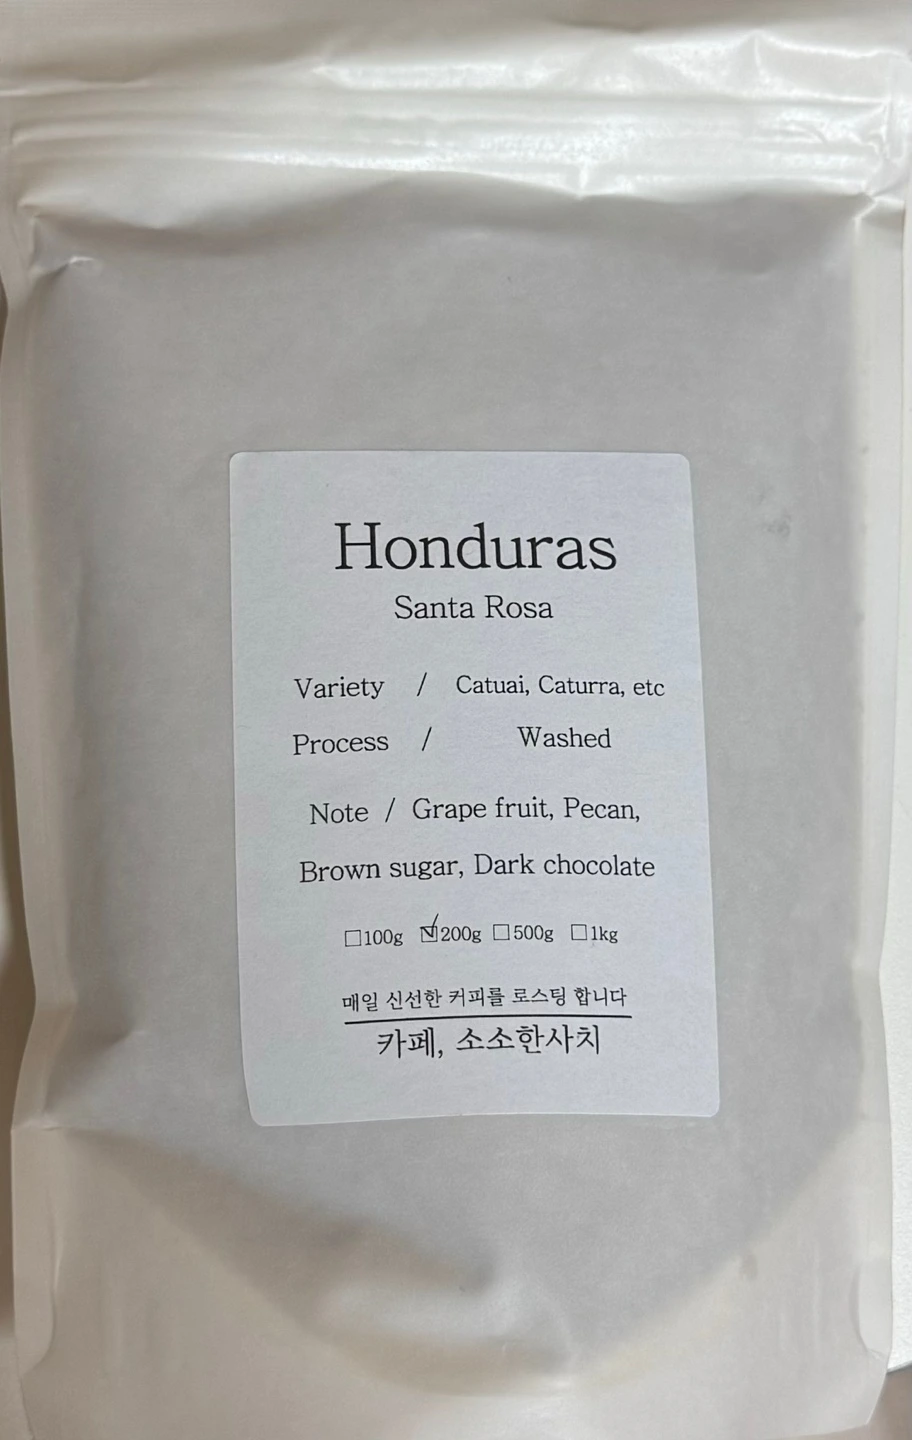 Honduras
Santa Rosa
Variety / Catuai, Caturra, etc
Process / Washed
Note / Grape fruit, Pecan,
Brown sugar, Dark chocolate
☐100g ☑200g ☐500g ☐1kg
매일 신선한 커피를 로스팅 합니다
카페, 소소한사치